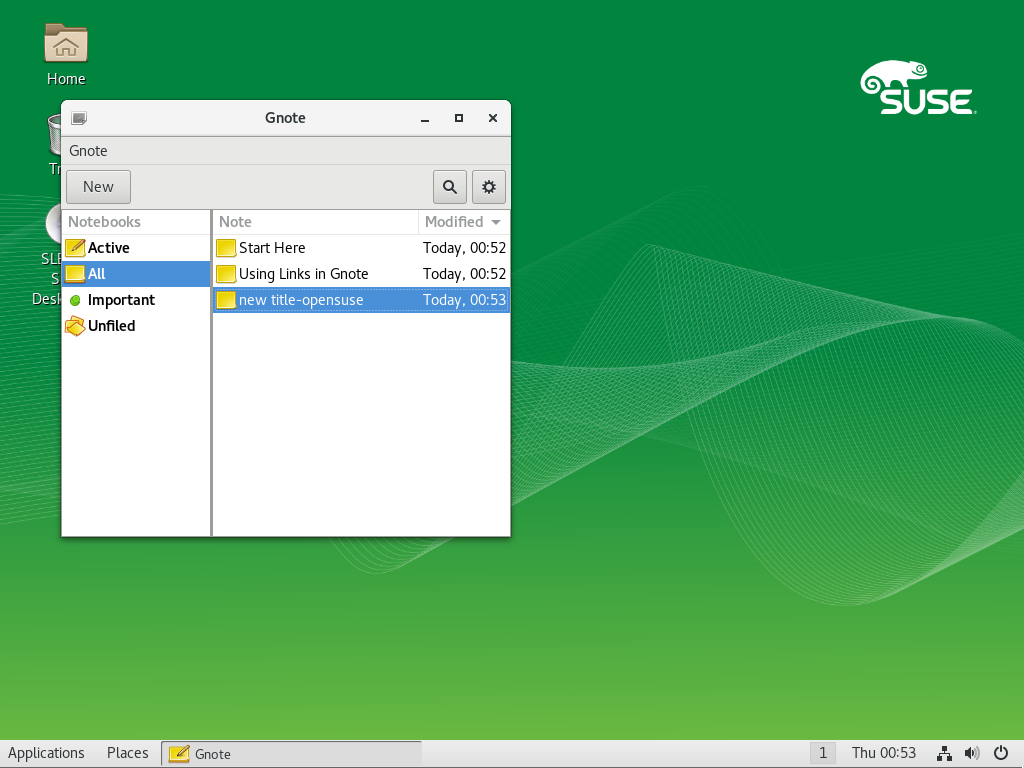 Home
SUSE
Gnote
Gnote
Tr
New
Notebooks Note Modified
Active Start Here Today, 00:52
All Using Links in Gnote Today, 00:52
Important new title-opensuse Today, 00:53
Unfiled
SLE
S
Desk
Applications Places Gnote 1 Thu 00:53